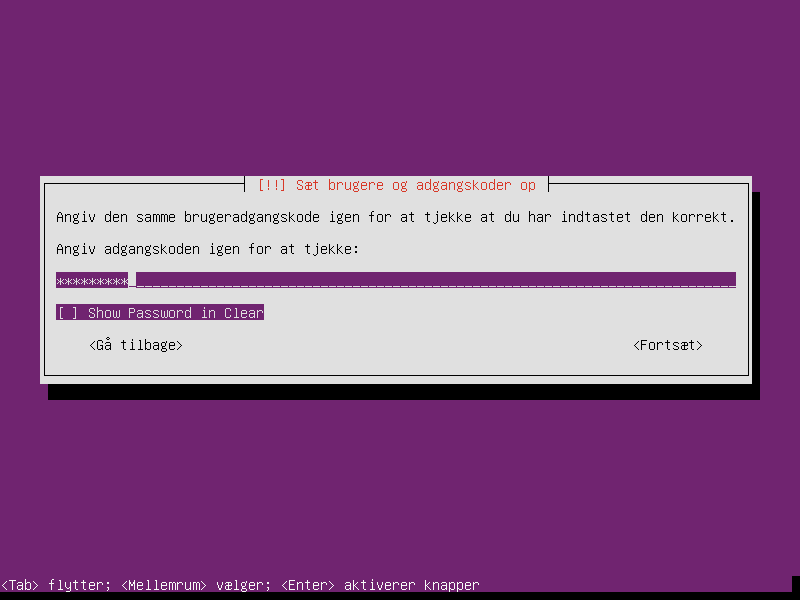 [!!] Sæt brugere og adgangskoder op
Angiv den samme brugeradgangskode igen for at tjekke at du har indtastet den korrekt.
Angiv adgangskoden igen for at tjekke:
*********
[ ] Show Password in Clear
<Gå tilbage> <Fortsæt>
<Tab> flytter; <Mellemrum> vælger; <Enter> aktiverer knapper